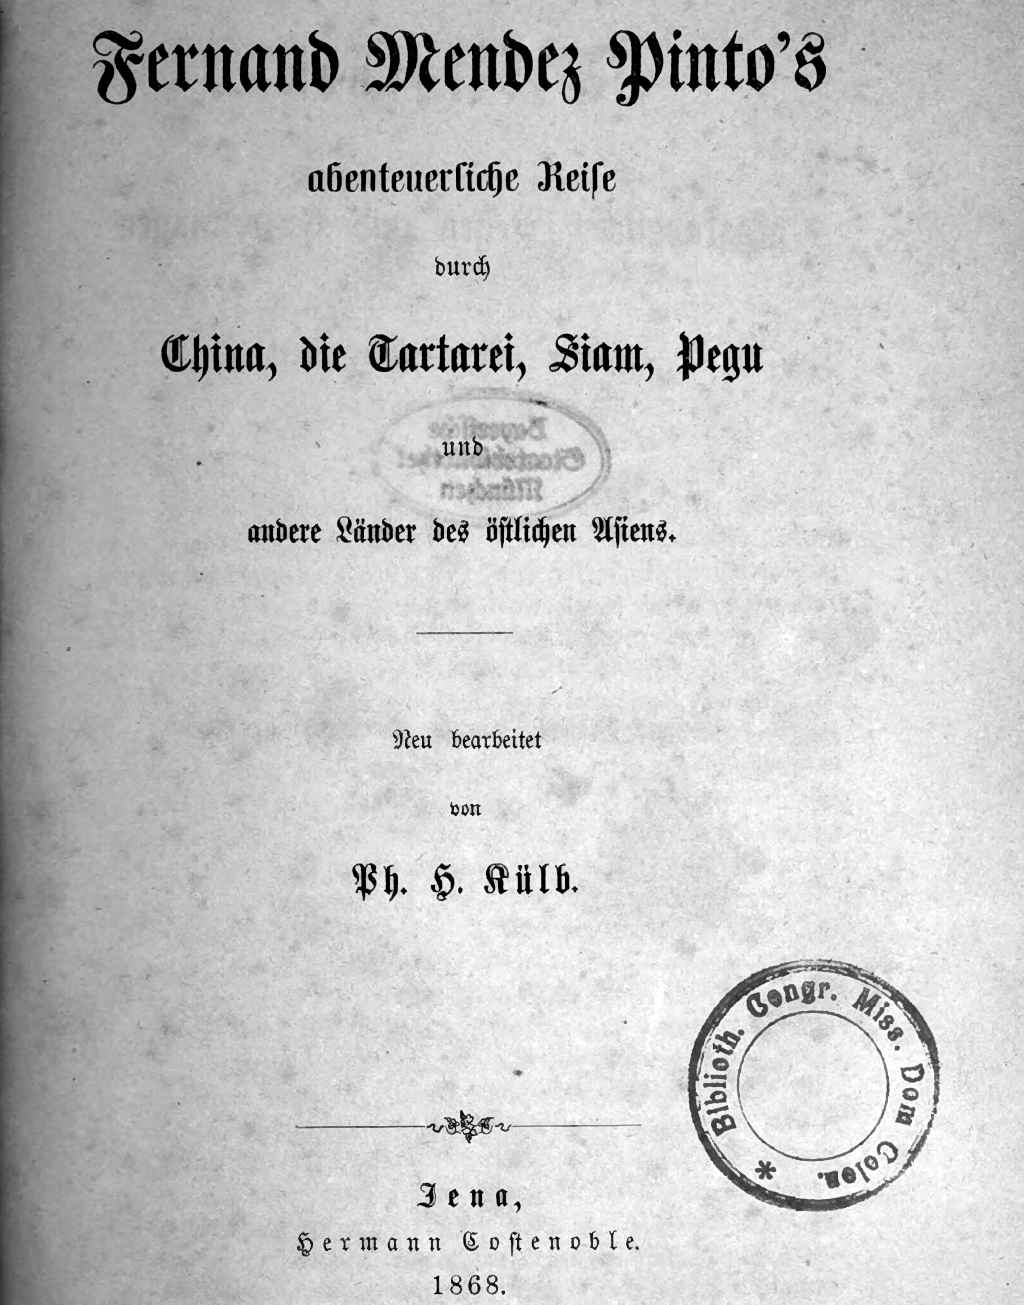 Fernand Mendez Pinto's
abenteuerliche Reise
durch
China, die Tartarei, Siam, Pegu
Bayerische
Staatsbibliothek
München
und
andere Länder des östlichen Asiens.
Neu bearbeitet
von
Ph. H. Külb.
Biblioth. Congr. Miss. Dom Colon. *
Jena,
Hermann Costenoble.
1868.